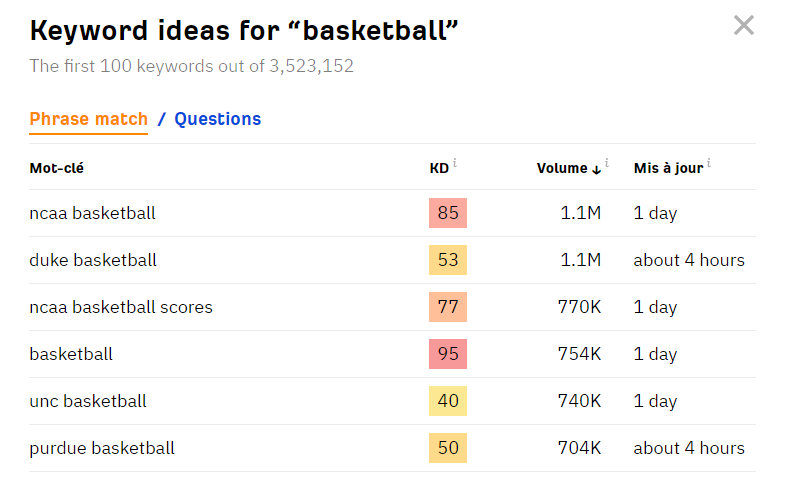 Keyword ideas for “basketball”
The first 100 keywords out of 3,523,152
Phrase match / Questions
Mot-clé KD i Volume ↓ i Mis à jour i
ncaa basketball 85 1.1M 1 day
duke basketball 53 1.1M about 4 hours
ncaa basketball scores 77 770K 1 day
basketball 95 754K 1 day
unc basketball 40 740K 1 day
purdue basketball 50 704K about 4 hours